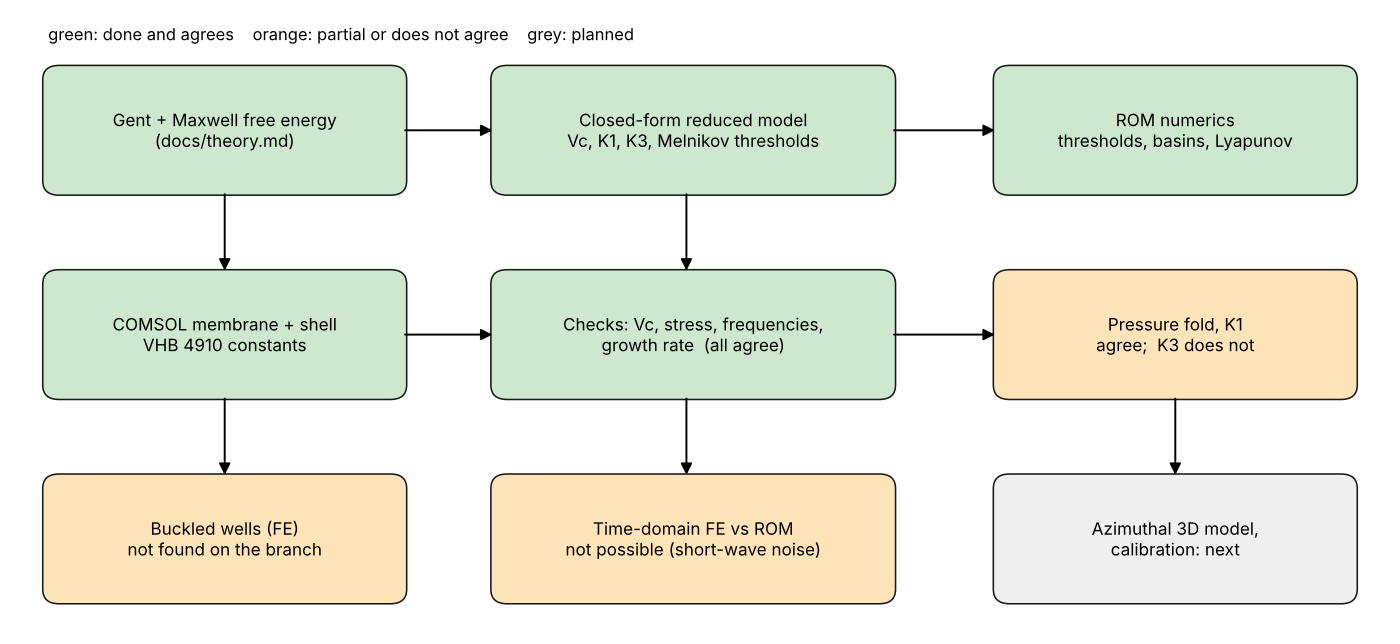 green: done and agrees    orange: partial or does not agree    grey: planned
Gent + Maxwell free energy
(docs/theory.md)
Closed-form reduced model
Vc, K1, K3, Melnikov thresholds
ROM numerics
thresholds, basins, Lyapunov
COMSOL membrane + shell
VHB 4910 constants
Checks: Vc, stress, frequencies,
growth rate  (all agree)
Pressure fold, K1
agree;  K3 does not
Buckled wells (FE)
not found on the branch
Time-domain FE vs ROM
not possible (short-wave noise)
Azimuthal 3D model,
calibration: next